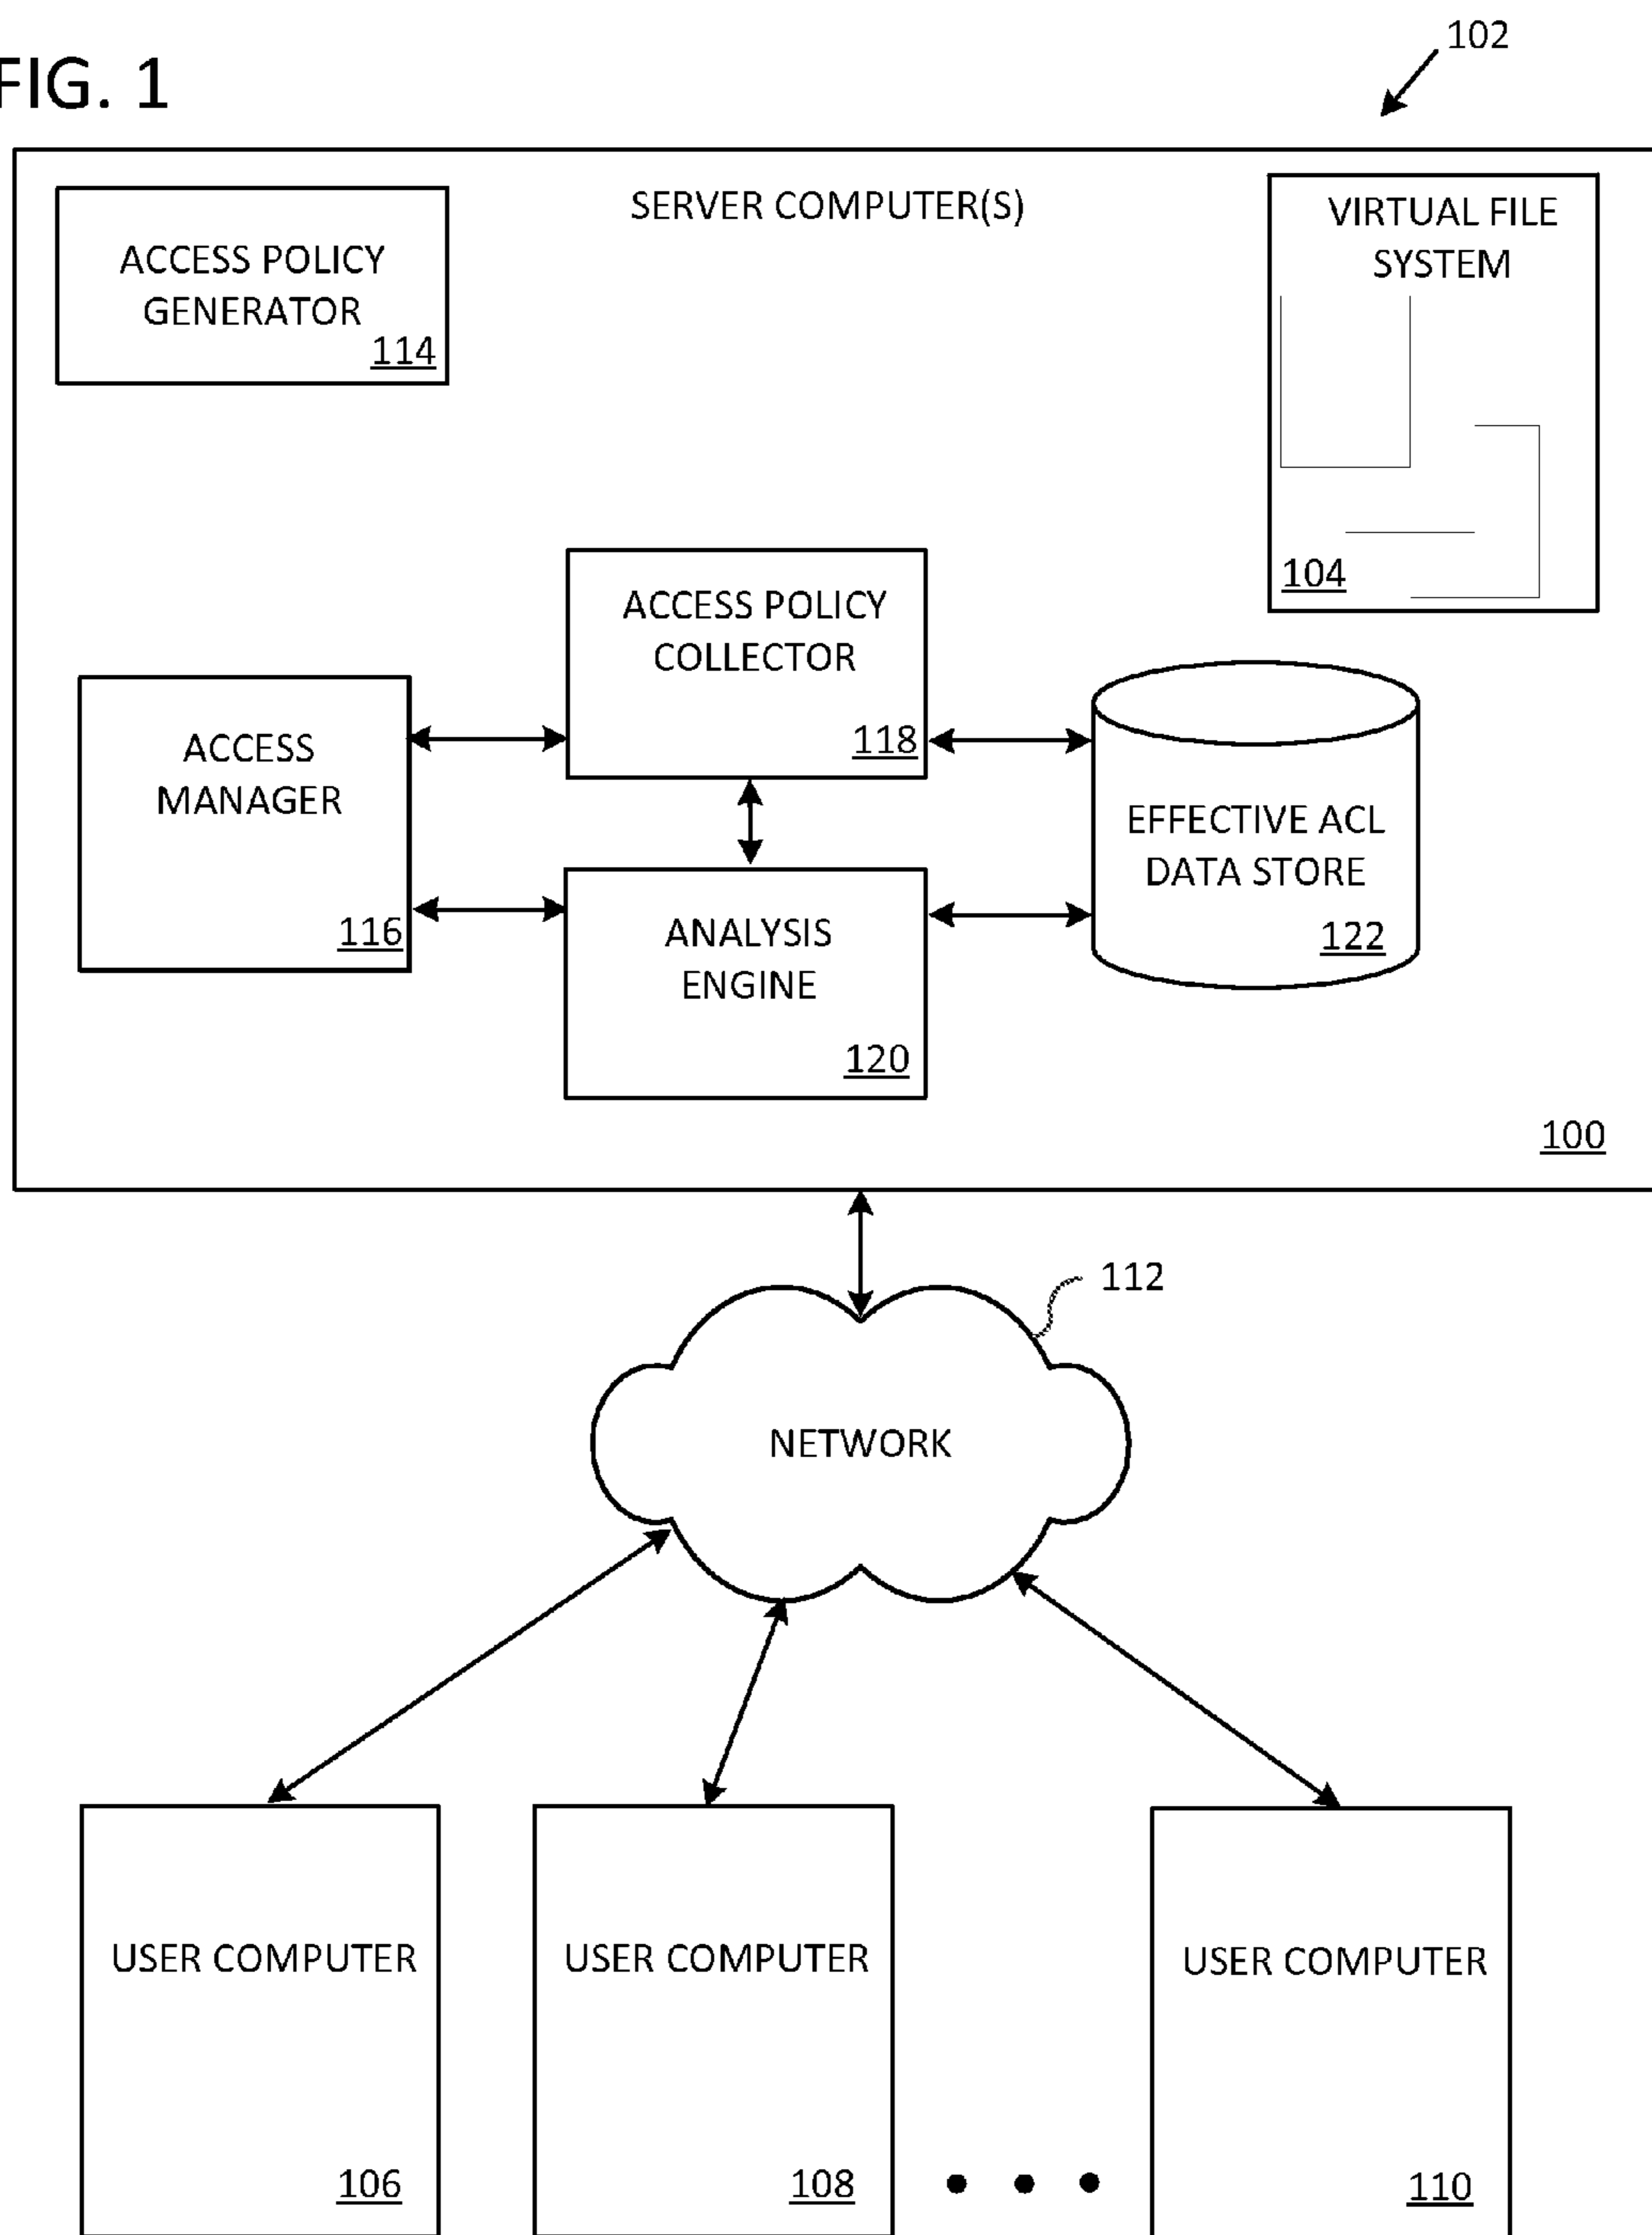 FIG. 1
102
SERVER COMPUTER(S)
ACCESS POLICY
GENERATOR
114
VIRTUAL FILE
SYSTEM
104
ACCESS POLICY
COLLECTOR
118
ACCESS
MANAGER
116
EFFECTIVE ACL
DATA STORE
122
ANALYSIS
ENGINE
120
100
112
NETWORK
USER COMPUTER
106
USER COMPUTER
108
USER COMPUTER
110